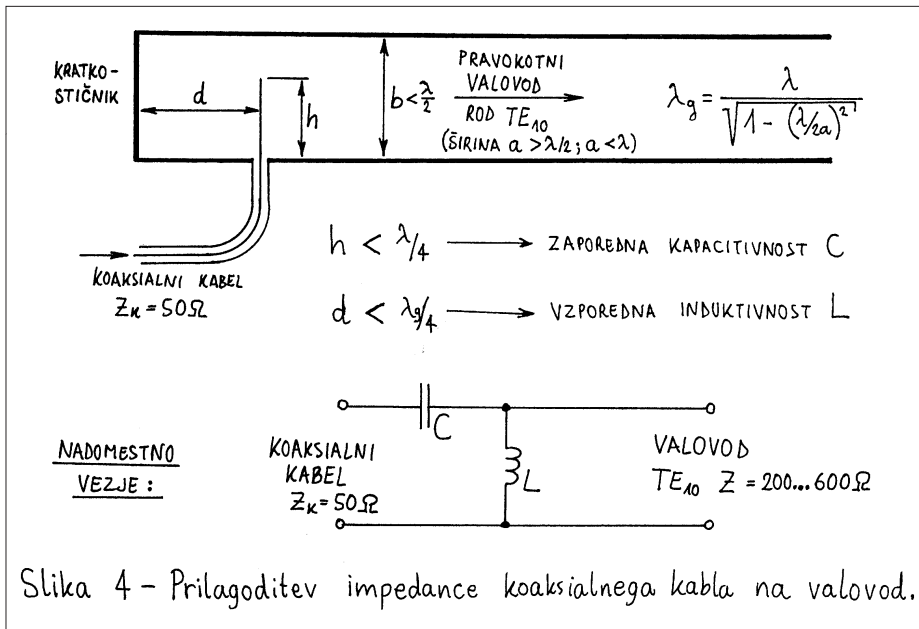 KRATKO-
STIČNIK
d
h
b < λ/2
PRAVOKOTNI
VALOVOD
ROD TE₁₀
(ŠIRINA a > λ/2; a < λ)
λg = λ / √(1 - (λ/2a)²)
KOAKSIALNI KABEL
Zκ = 50Ω
h < λ/4 → ZAPOREDNA KAPACITIVNOST C
d < λg/4 → VZPOREDNA INDUKTIVNOST L
NADOMESTNO
VEZJE:
C
L
KOAKSIALNI
KABEL
Zκ = 50Ω
VALOVOD
TE₁₀ Z = 200...600Ω
Slika 4 - Prilagoditev impedance koaksialnega kabla na valovod.